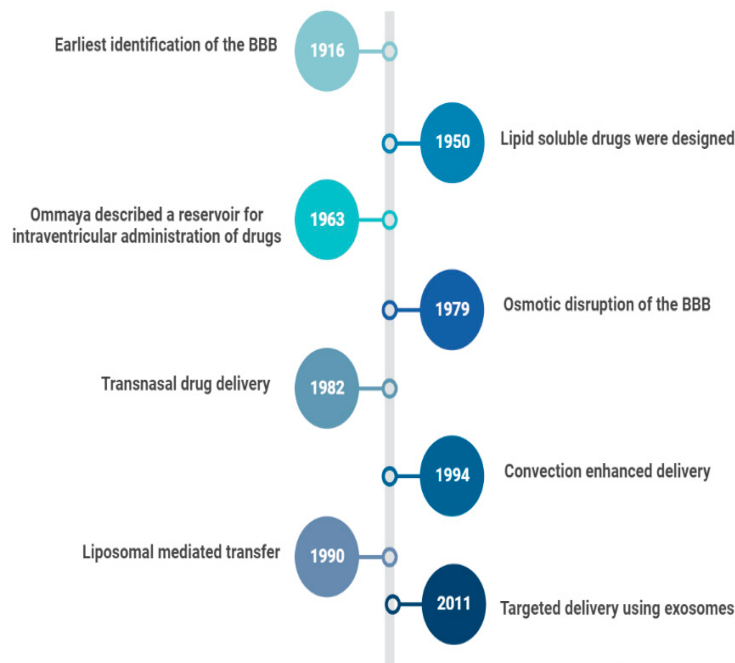 Earliest identification of the BBB
1916
1950
Lipid soluble drugs were designed
Ommaya described a reservoir for
intraventricular administration of drugs
1963
1979
Osmotic disruption of the BBB
Transnasal drug delivery
1982
1994
Convection enhanced delivery
Liposomal mediated transfer
1990
2011
Targeted delivery using exosomes